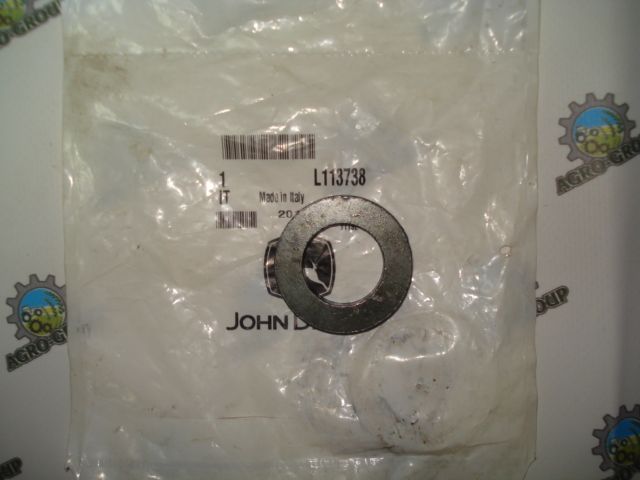 1 L113738
IT Made in Italy
JOHN D
AGRO-GROUP
AGRO-GROUP